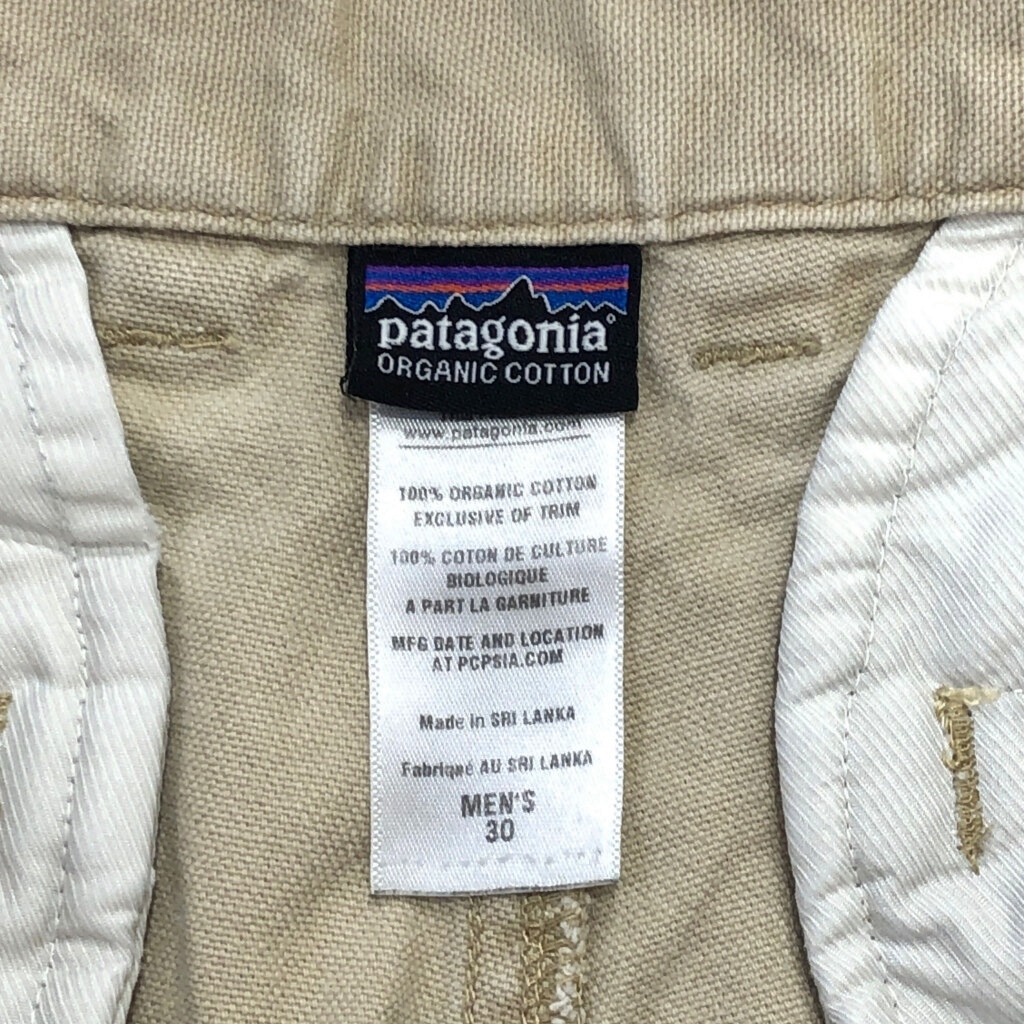 patagonia®
ORGANIC COTTON
www.patagonia.com
100% ORGANIC COTTON
EXCLUSIVE OF TRIM
100% COTON DE CULTURE
BIOLOGIQUE
A PART LA GARNITURE
MFG DATE AND LOCATION
AT PCPSIA.COM
Made in SRI LANKA
Fabriqué AU SRI LANKA
MEN'S
30